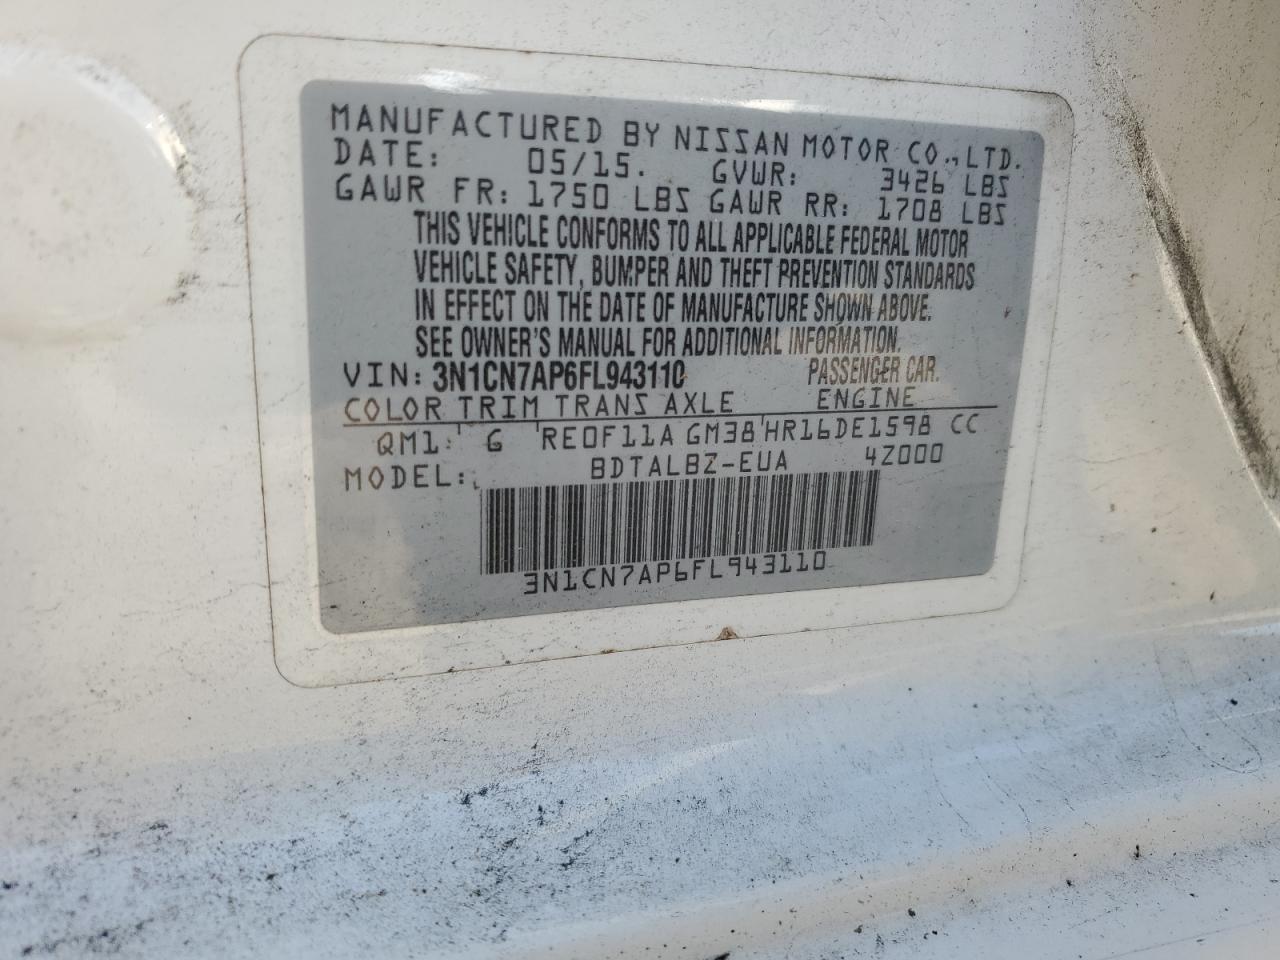 MANUFACTURED BY NISSAN MOTOR CO.,LTD.
DATE: 05/15. GVWR: 3426 LBS
GAWR FR: 1750 LBS GAWR RR: 1708 LBS
THIS VEHICLE CONFORMS TO ALL APPLICABLE FEDERAL MOTOR
VEHICLE SAFETY, BUMPER AND THEFT PREVENTION STANDARDS
IN EFFECT ON THE DATE OF MANUFACTURE SHOWN ABOVE.
SEE OWNER'S MANUAL FOR ADDITIONAL INFORMATION.
VIN: 3N1CN7AP6FL943110 PASSENGER CAR.
COLOR TRIM TRANS AXLE ENGINE
QM1 G RE0F11A GM38 HR16DE1598 CC
MODEL: BDTALBZ-EUA 4Z000
3N1CN7AP6FL943110